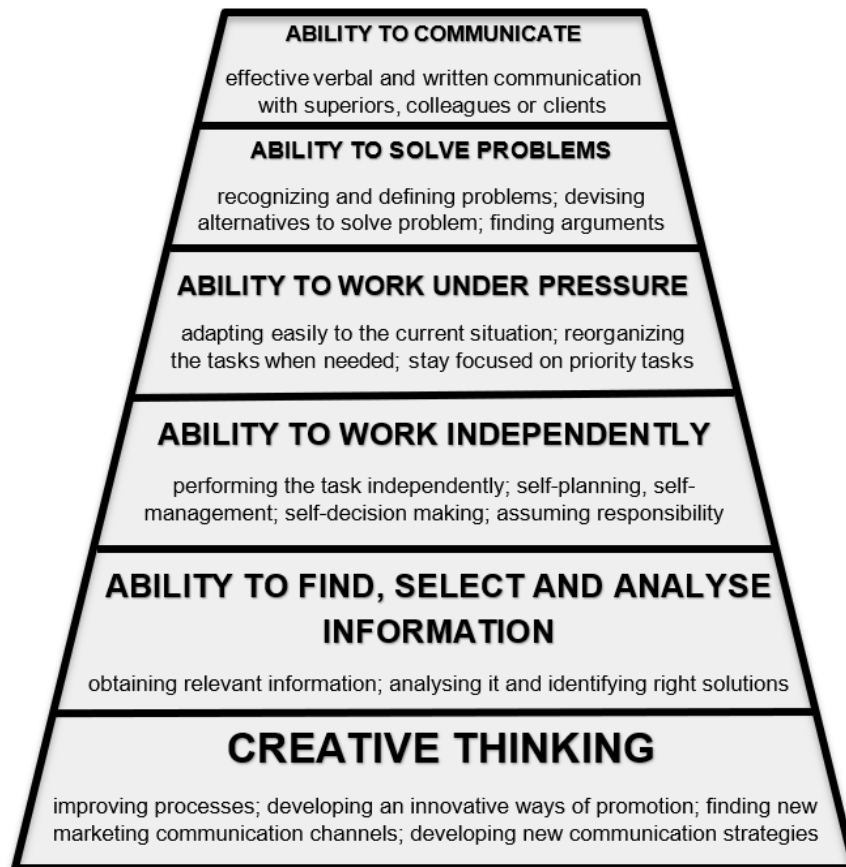 ABILITY TO COMMUNICATE
effective verbal and written communication
with superiors, colleagues or clients
ABILITY TO SOLVE PROBLEMS
recognizing and defining problems; devising
alternatives to solve problem; finding arguments
ABILITY TO WORK UNDER PRESSURE
adapting easily to the current situation; reorganizing
the tasks when needed; stay focused on priority tasks
ABILITY TO WORK INDEPENDENTLY
performing the task independently; self-planning, self-
management; self-decision making; assuming responsibility
ABILITY TO FIND, SELECT AND ANALYSE
INFORMATION
obtaining relevant information; analysing it and identifying right solutions
CREATIVE THINKING
improving processes; developing an innovative ways of promotion; finding new
marketing communication channels; developing new communication strategies